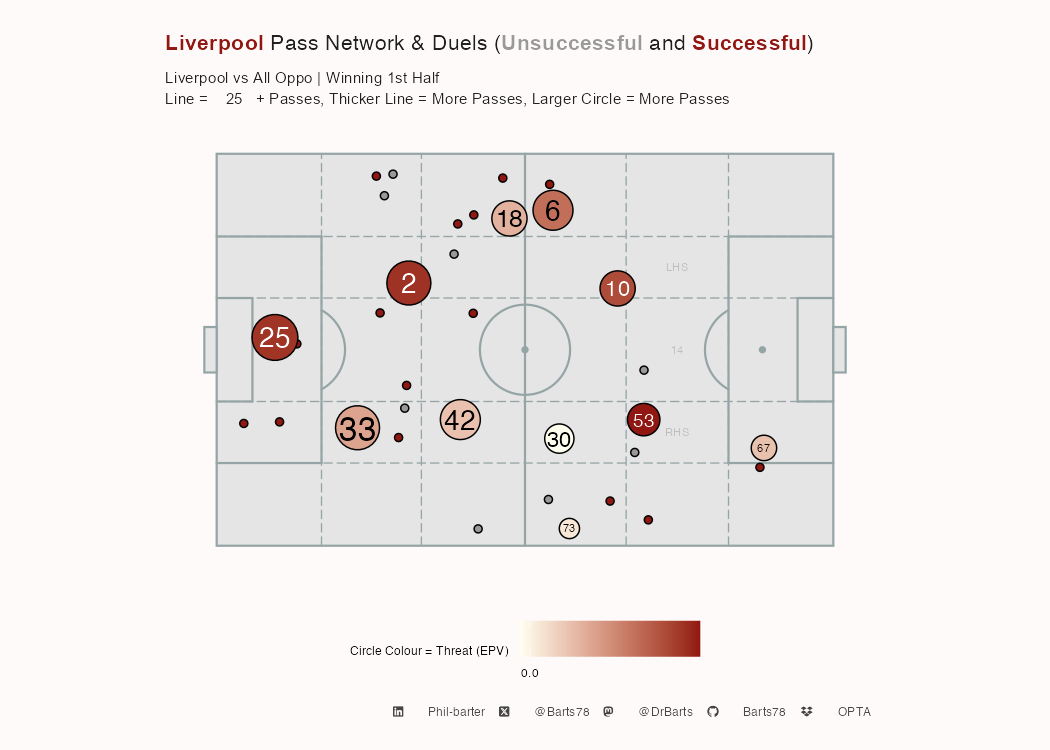 Liverpool Pass Network & Duels (Unsuccessful and Successful)
Liverpool vs All Oppo | Winning 1st Half
Line = 25 + Passes, Thicker Line = More Passes, Larger Circle = More Passes
18 6
LHS
2
10
25
14
33 42 53
30 RHS
67
73
Circle Colour = Threat (EPV)
0.0
Phil-barter @Barts78 @DrBarts Barts78 OPTA